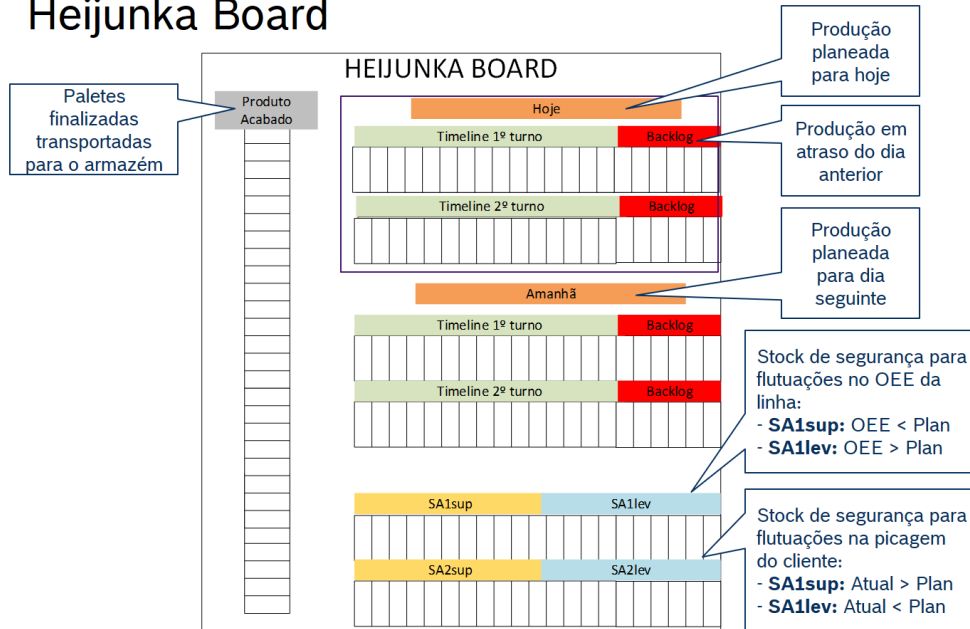 Heijunka Board
HEIJUNKA BOARD
Paletes
finalizadas
transportadas
para o armazém
Produto
Acabado
Hoje
Timeline 1º turno
Backlog
Timeline 2º turno
Backlog
Amanhã
Timeline 1º turno
Backlog
Timeline 2º turno
Backlog
SA1sup
SA1lev
SA2sup
SA2lev
Produção
planeada
para hoje
Produção em
atraso do dia
anterior
Produção
planeada
para dia
seguinte
Stock de segurança para
flutuações no OEE da
linha:
- SA1sup: OEE < Plan
- SA1lev: OEE > Plan
Stock de segurança para
flutuações na picagem
do cliente:
- SA1sup: Atual > Plan
- SA1lev: Atual < Plan